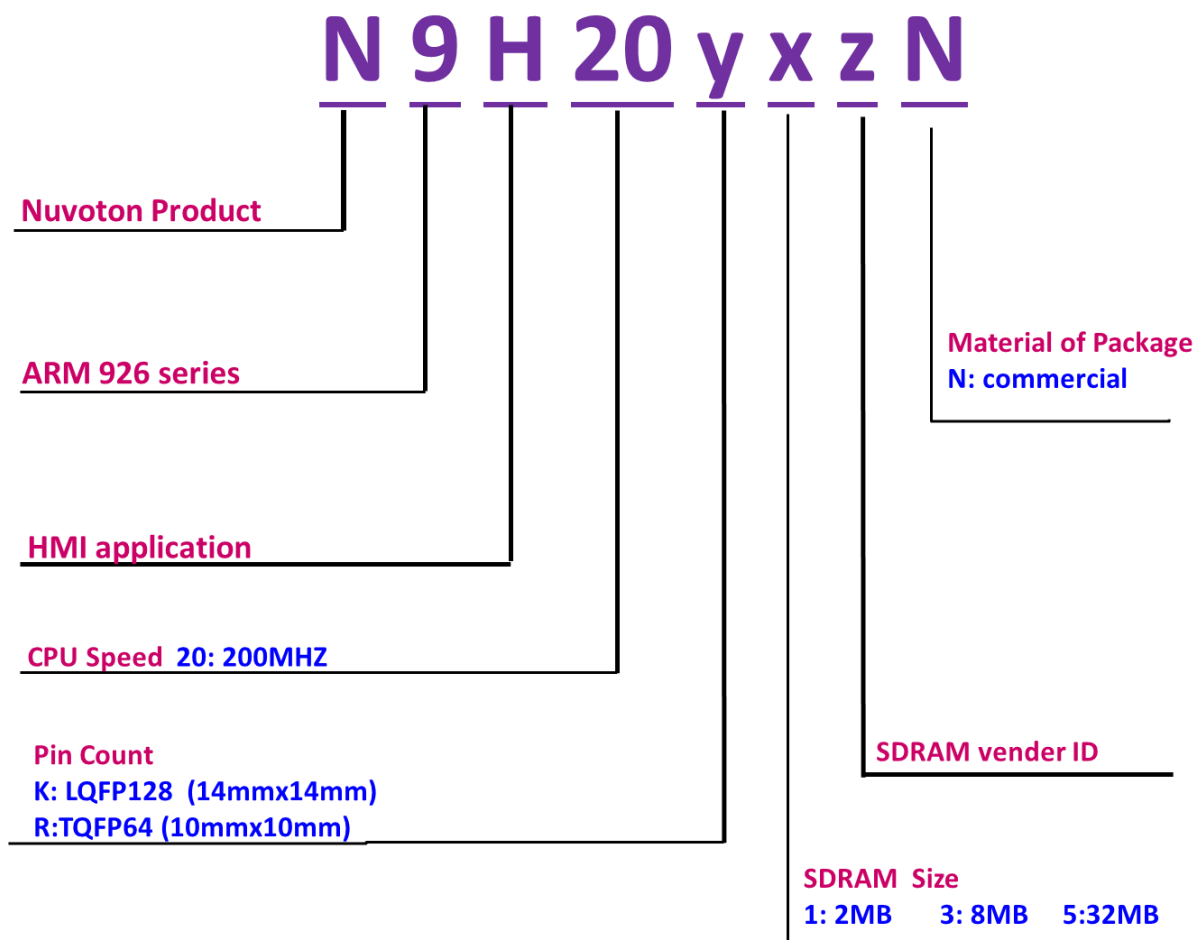 N 9 H 20 y x z N
Nuvoton Product
Material of Package
N: commercial
ARM 926 series
HMI application
CPU Speed 20: 200MHZ
Pin Count
K: LQFP128 (14mmx14mm)
R:TQFP64 (10mmx10mm)
SDRAM vender ID
SDRAM Size
1: 2MB 3: 8MB 5:32MB